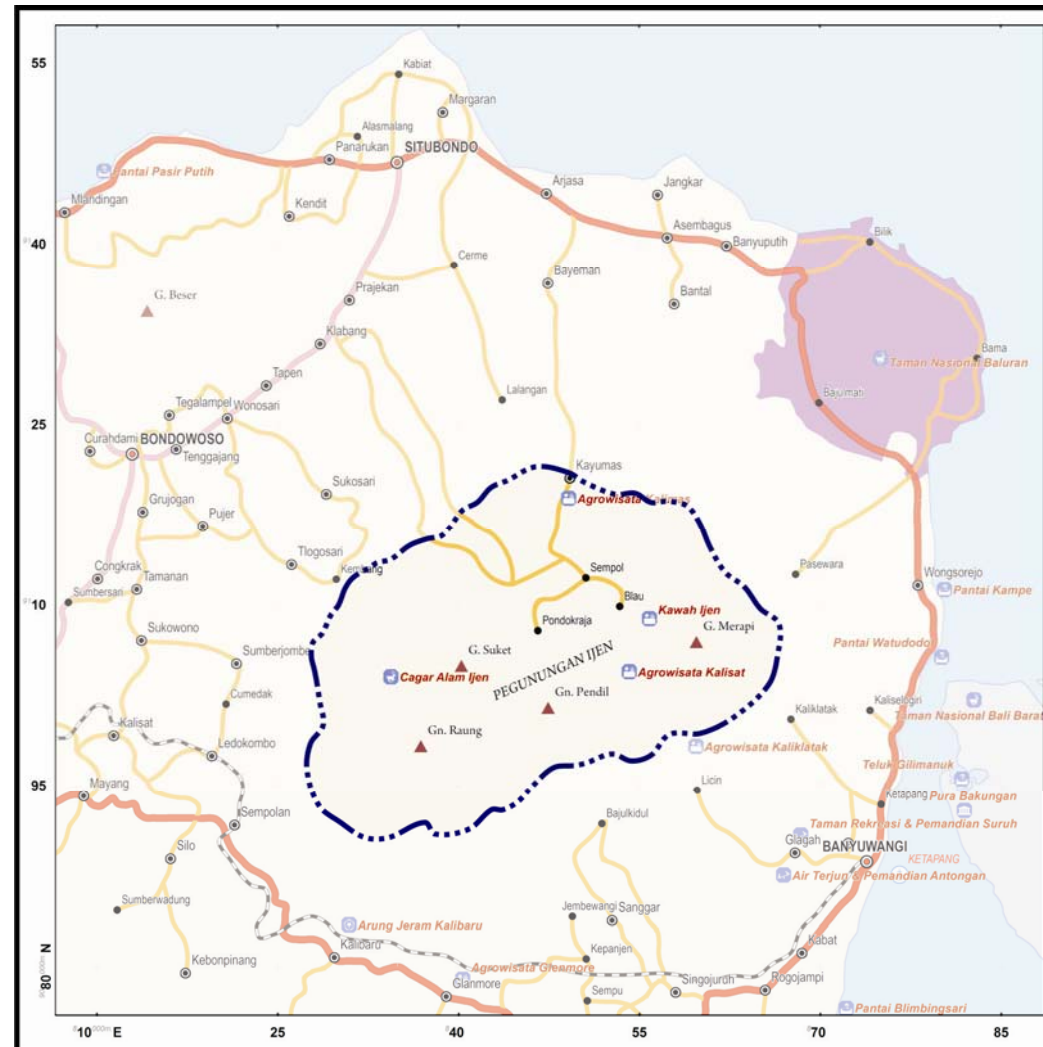 55
Kabiat
Margaran
Alasmalang
Panarukan
SITUBONDO
Pantai Pasir Putih
Arjasa
Jangkar
Mlandingan
Kendit
Asembagus
Banyuputih
Bilik
40
Cerme
Bayeman
Prajekan
Bantal
G. Beser
Klabang
Bama
Taman Nasional Baluran
Tapen
Lalangan
Bajulmati
Tegalampel
Wonosari
25
Curahdami
BONDOWOSO
Tenggajang
Kayumas
Sukosari
Agrowisata Kalimas
Grujogan
Pujer
Tlogosari
Sempol
Pasewara
Congkrak
Kembang
Tamanan
Wongsorejo
Sumbersari
Blau
Pantai Kampe
10
Kawah Ijen
Pondokraja
G. Merapi
Sukowono
Pantai Watudodo
G. Suket
Sumberjombe
PEGUNUNGAN IJEN
Cagar Alam Ijen
Agrowisata Kalisat
Cumedak
Gn. Pendil
Kaliklatak
Kaliselogiri
Taman Nasional Bali Barat
Kalisat
Gn. Raung
Ledokombo
Agrowisata Kaliklatak
Teluk Gilimanuk
95
Mayang
Licin
Ketapang
Pura Bakungan
Sempolan
Bajulkidul
Taman Rekreasi & Pemandian Suruh
Silo
Glagah
BANYUWANGI
KETAPANG
Air Terjun & Pemandian Antongan
Sumberwadung
Arung Jeram Kalibaru
Jembewangi
Sanggar
Kalibaru
Kepanjen
Kabat
Kebonpinang
Agrowisata Glenmore
80
N
Glanmore
Sempu
Singojuruh
Rogojampi
Pantai Blimbingsari
10 E
25
40
55
70
85